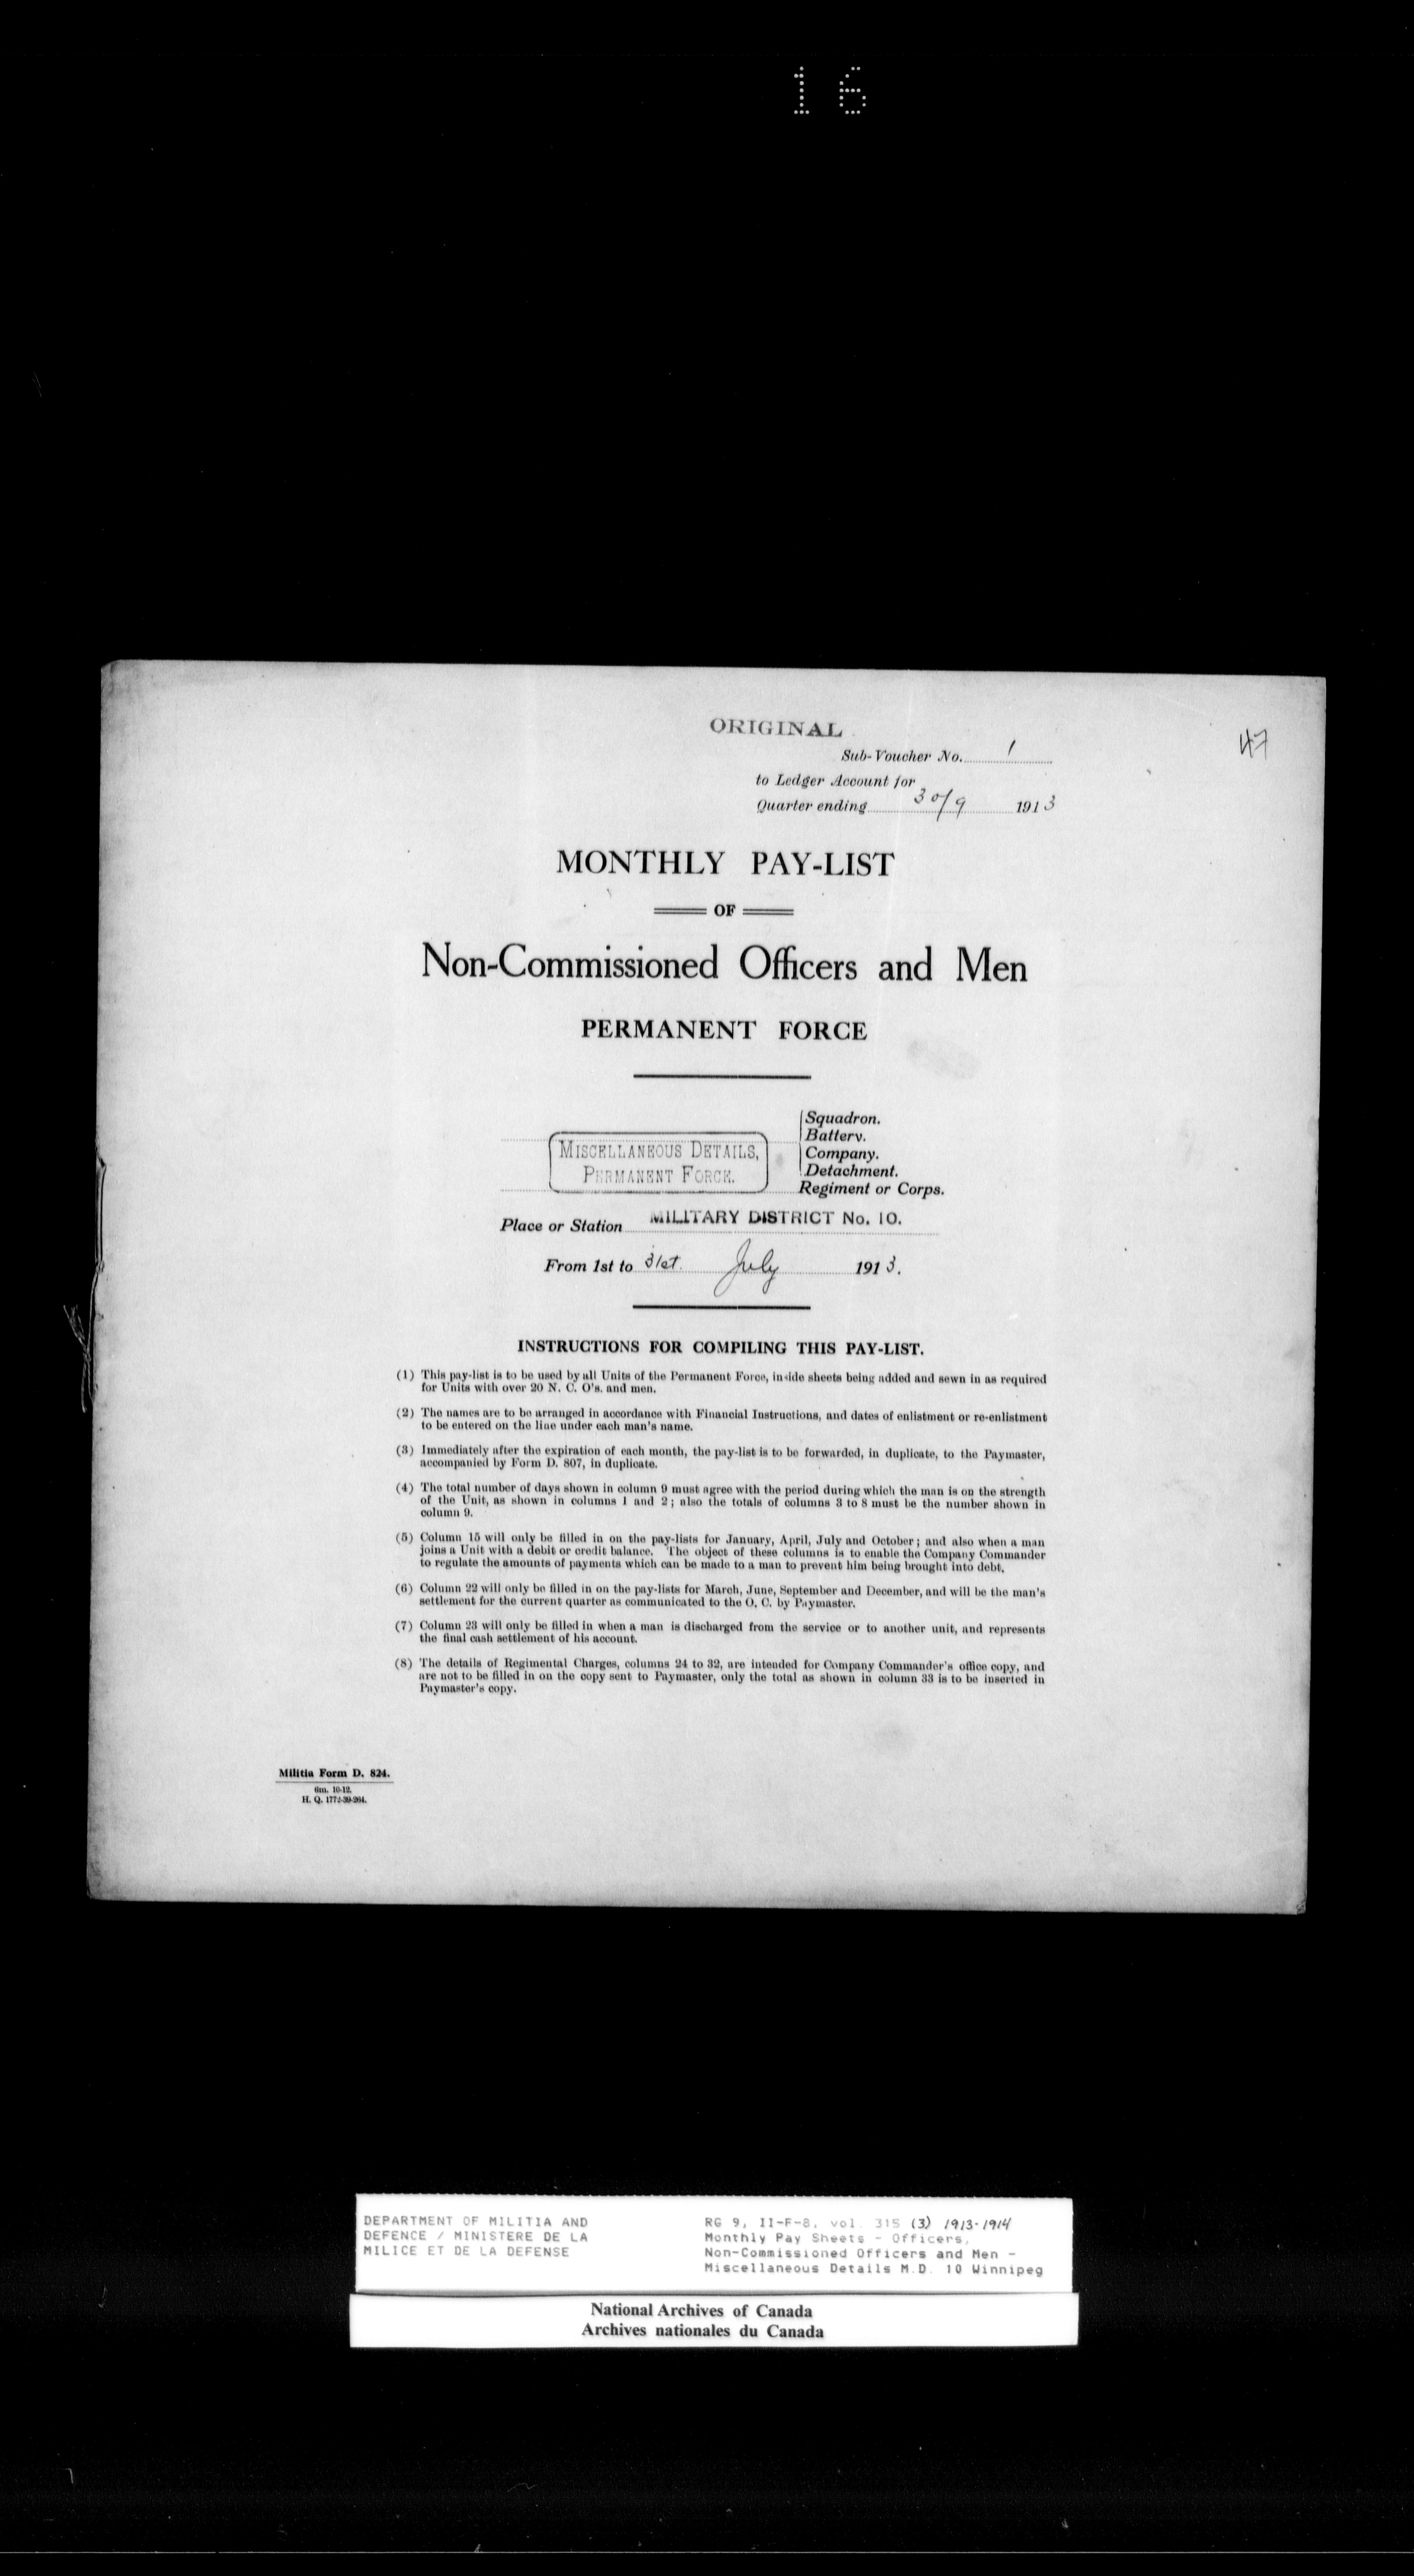 16
ORIGINAL
47
Sub-Voucher No. 1
to Ledger Account for
Quarter ending 30/9 1913
MONTHLY PAY-LIST
OF
Non-Commissioned Officers and Men
PERMANENT FORCE
Squadron.
Battery.
MISCELLANEOUS DETAILS, Company.
PERMANENT FORCE. Detachment.
Regiment or Corps.
Place or Station MILITARY DISTRICT No. 10.
From 1st to 31st July 1913.
INSTRUCTIONS FOR COMPILING THIS PAY-LIST.
(1) This pay-list is to be used by all Units of the Permanent Force, inside sheets being added and sewn in as required
for Units with over 20 N. C. O's. and men.
(2) The names are to be arranged in accordance with Financial Instructions, and dates of enlistment or re-enlistment
to be entered on the line under each man's name.
(3) Immediately after the expiration of each month, the pay-list is to be forwarded, in duplicate, to the Paymaster,
accompanied by Form D. 807, in duplicate.
(4) The total number of days shown in column 9 must agree with the period during which the man is on the strength
of the Unit, as shown in columns 1 and 2; also the totals of columns 3 to 8 must be the number shown in
column 9.
(5) Column 15 will only be filled in on the pay-lists for January, April, July and October; and also when a man
joins a Unit with a debit or credit balance. The object of these columns is to enable the Company Commander
to regulate the amounts of payments which can be made to a man to prevent him being brought into debt.
(6) Column 22 will only be filled in on the pay-lists for March, June, September and December, and will be the man's
settlement for the current quarter as communicated to the O. C. by Paymaster.
(7) Column 23 will only be filled in when a man is discharged from the service or to another unit, and represents
the final cash settlement of his account.
(8) The details of Regimental Charges, columns 24 to 32, are intended for Company Commander's office copy, and
are not to be filled in on the copy sent to Paymaster, only the total as shown in column 33 is to be inserted in
Paymaster's copy.
Militia Form D. 824.
6m. 10-12.
H. Q. 1772-39-264.
DEPARTMENT OF MILITIA AND
DEFENCE / MINISTERE DE LA
MILICE ET DE LA DEFENSE
RG 9, II-F-8, vol. 315 (3) 1913-1914
Monthly Pay Sheets - Officers,
Non-Commissioned Officers and Men -
Miscellaneous Details M.D. 10 Winnipeg
National Archives of Canada
Archives nationales du Canada